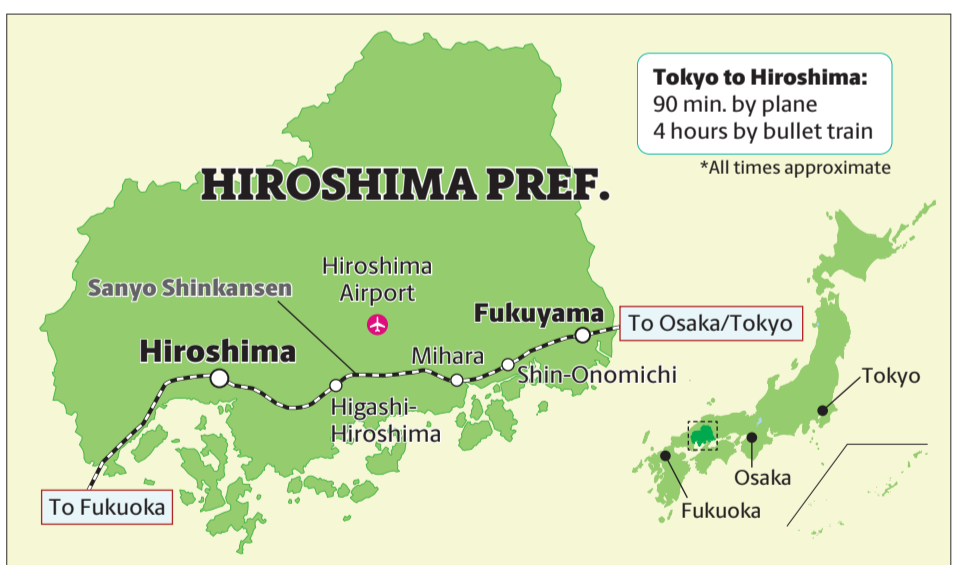 Tokyo to Hiroshima:
90 min. by plane
4 hours by bullet train
*All times approximate
HIROSHIMA PREF.
Hiroshima
Airport
Sanyo Shinkansen
Fukuyama
To Osaka/Tokyo
Hiroshima
Mihara
Shin-Onomichi
Higashi-
Hiroshima
To Fukuoka
Tokyo
Osaka
Fukuoka